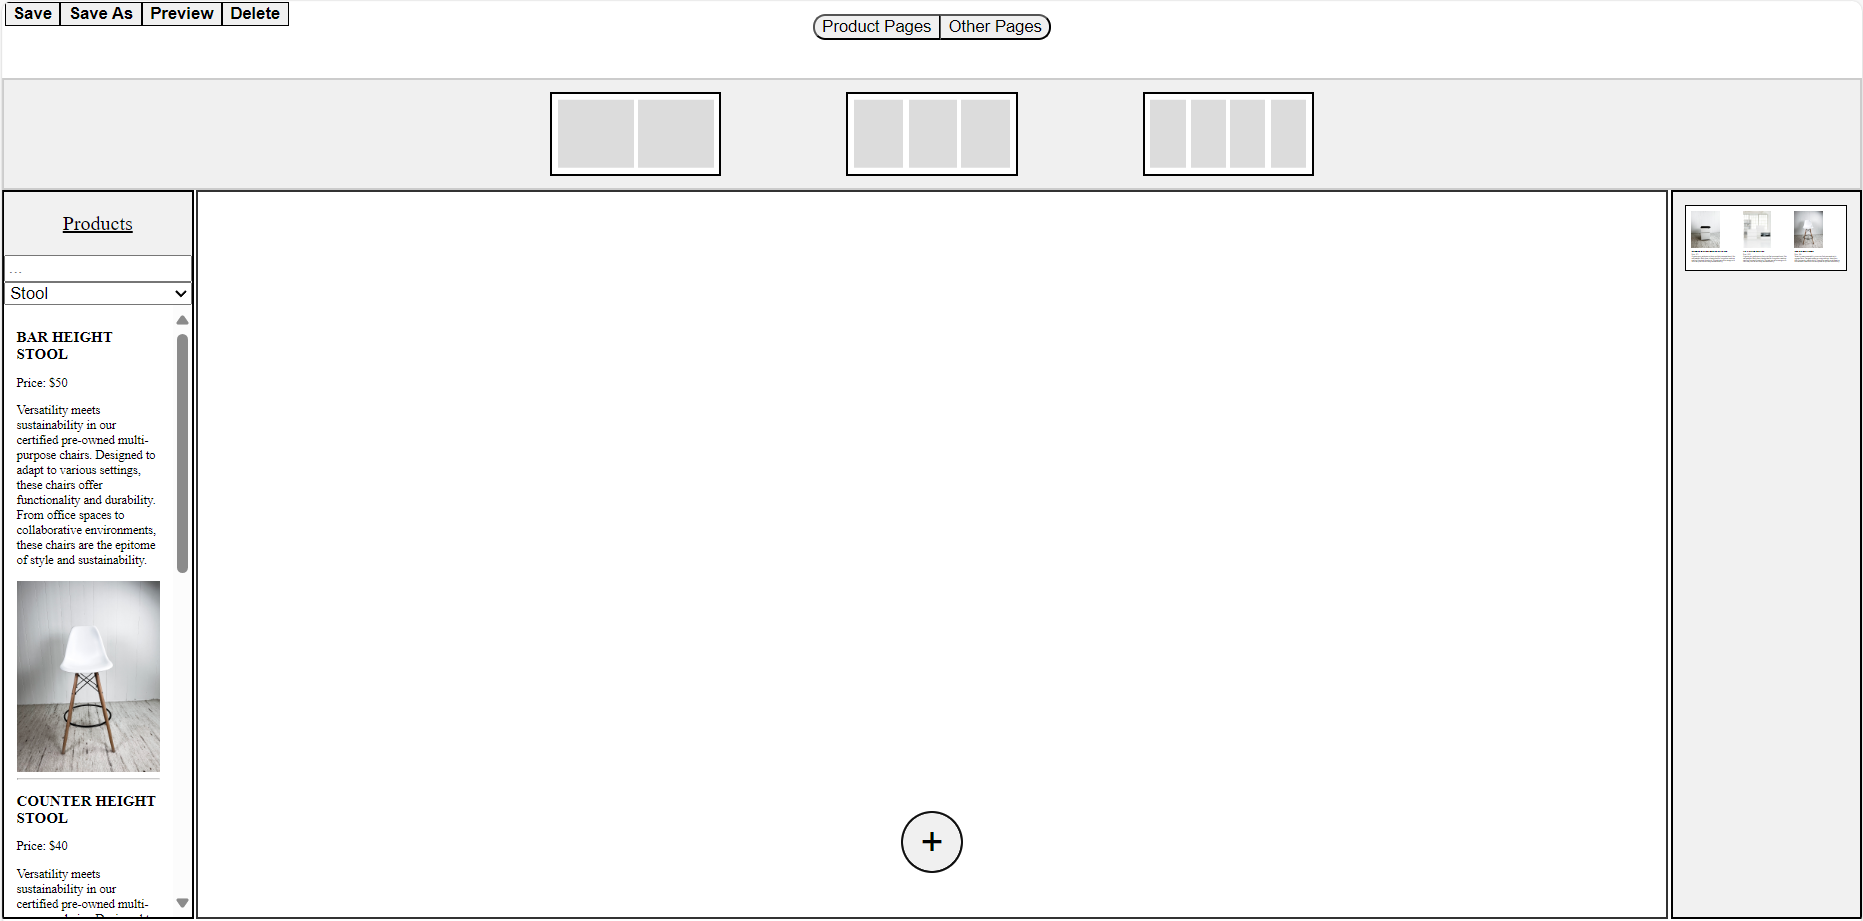 Save Save As Preview Delete
Product Pages Other Pages
Products
...
Stool
BAR HEIGHT
STOOL
Price: $50
Versatility meets
sustainability in our
certified pre-owned multi-
purpose chairs. Designed to
adapt to various settings,
these chairs offer
functionality and durability.
From office spaces to
collaborative environments,
these chairs are the epitome
of style and sustainability.
COUNTER HEIGHT
STOOL
Price: $40
Versatility meets
sustainability in our
certified pre-owned multi-
+